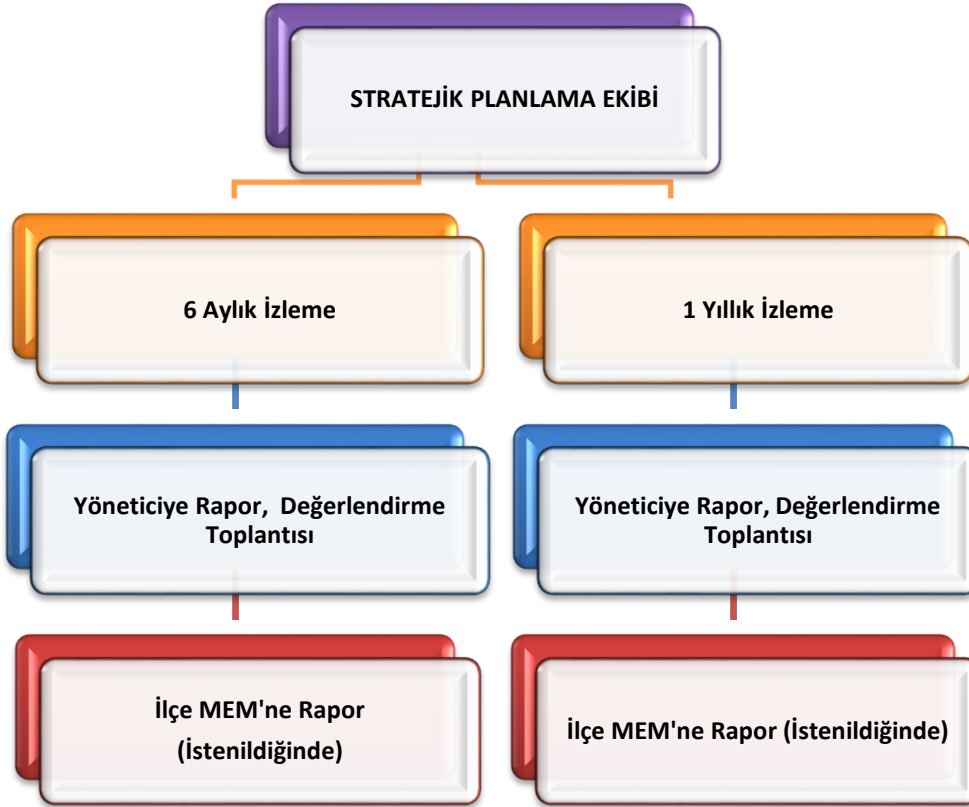 STRATEJİK PLANLAMA EKİBİ
6 Aylık İzleme
1 Yıllık İzleme
Yöneticiye Rapor, Değerlendirme
Toplantısı
Yöneticiye Rapor, Değerlendirme
Toplantısı
İlçe MEM'ne Rapor
(İstenildiğinde)
İlçe MEM'ne Rapor (İstenildiğinde)